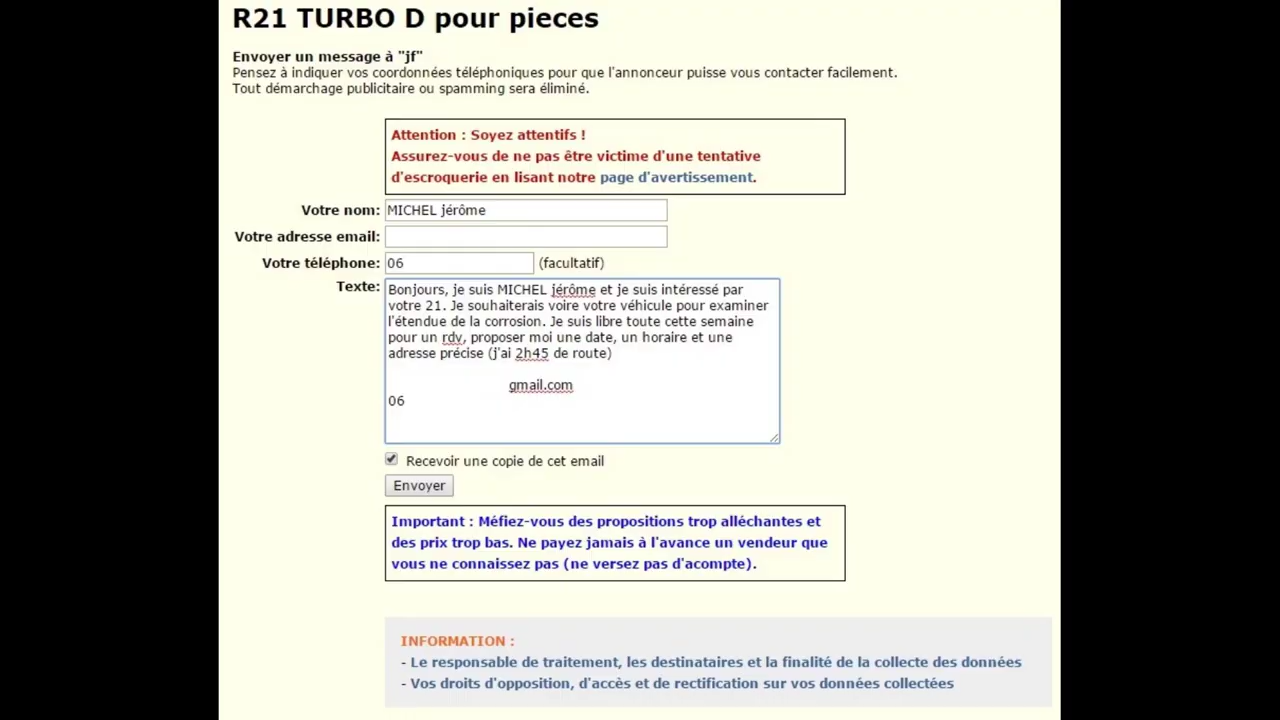 R21 TURBO D pour pieces
Envoyer un message à "jf"
Pensez à indiquer vos coordonnées téléphoniques pour que l'annonceur puisse vous contacter facilement.
Tout démarchage publicitaire ou spamming sera éliminé.
Attention : Soyez attentifs !
Assurez-vous de ne pas être victime d'une tentative
d'escroquerie en lisant notre page d'avertissement.
Votre nom: MICHEL jérôme
Votre adresse email:
Votre téléphone: 06 (facultatif)
Texte: Bonjours, je suis MICHEL jérôme et je suis intéressé par
votre 21. Je souhaiterais voire votre véhicule pour examiner
l'étendue de la corrosion. Je suis libre toute cette semaine
pour un rdv, proposer moi une date, un horaire et une
adresse précise (j'ai 2h45 de route)
gmail.com
06
Recevoir une copie de cet email
Envoyer
Important : Méfiez-vous des propositions trop alléchantes et
des prix trop bas. Ne payez jamais à l'avance un vendeur que
vous ne connaissez pas (ne versez pas d'acompte).
INFORMATION :
- Le responsable de traitement, les destinataires et la finalité de la collecte des données
- Vos droits d'opposition, d'accès et de rectification sur vos données collectées